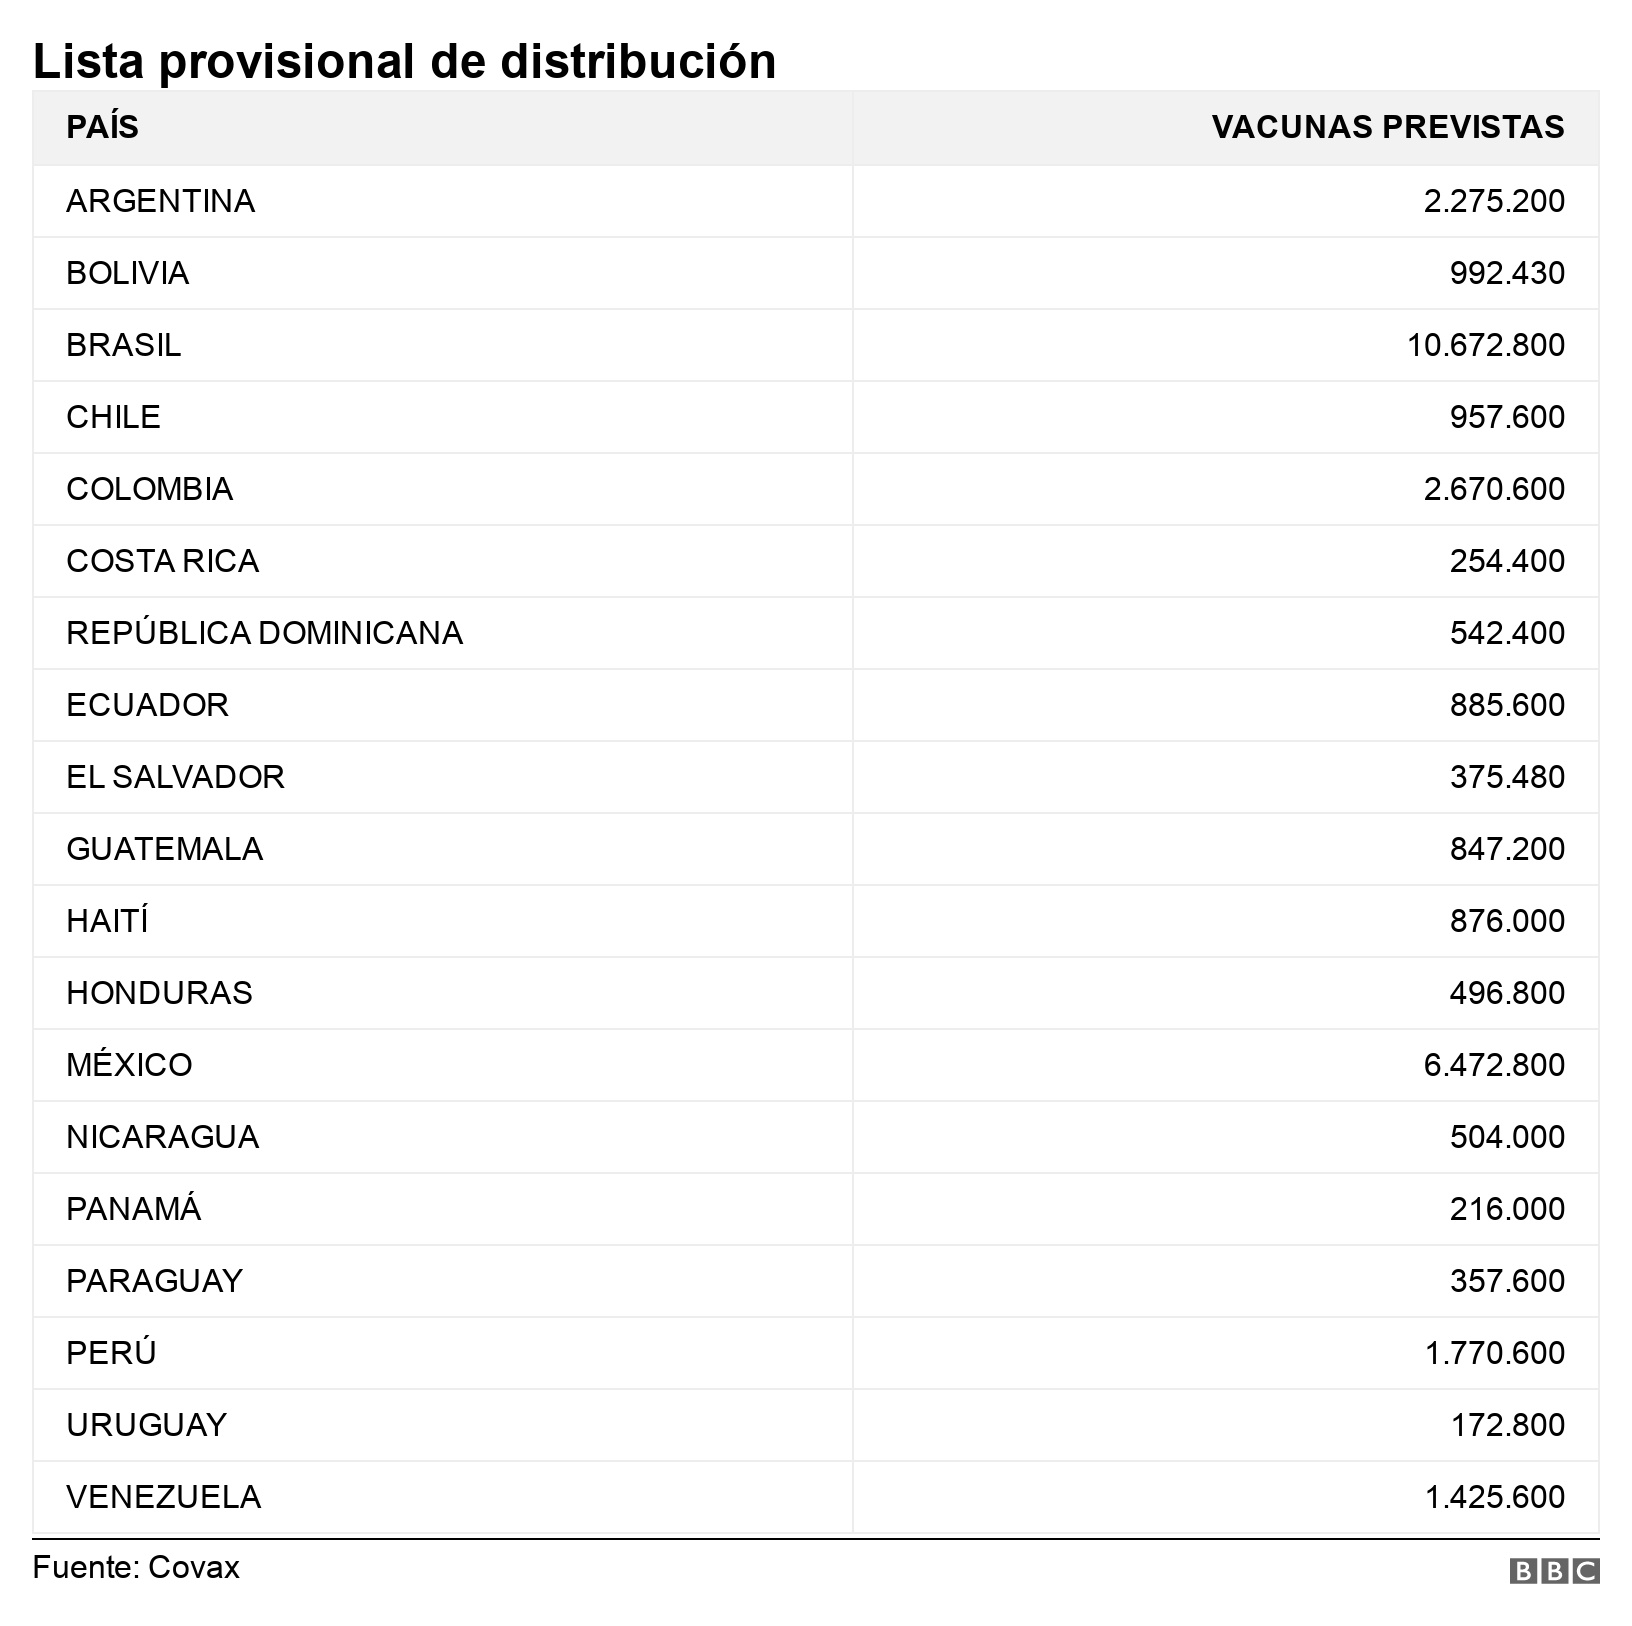 Lista provisional de distribución
PAÍS VACUNAS PREVISTAS
ARGENTINA 2.275.200
BOLIVIA 992.430
BRASIL 10.672.800
CHILE 957.600
COLOMBIA 2.670.600
COSTA RICA 254.400
REPÚBLICA DOMINICANA 542.400
ECUADOR 885.600
EL SALVADOR 375.480
GUATEMALA 847.200
HAITÍ 876.000
HONDURAS 496.800
MÉXICO 6.472.800
NICARAGUA 504.000
PANAMÁ 216.000
PARAGUAY 357.600
PERÚ 1.770.600
URUGUAY 172.800
VENEZUELA 1.425.600
Fuente: Covax BBC